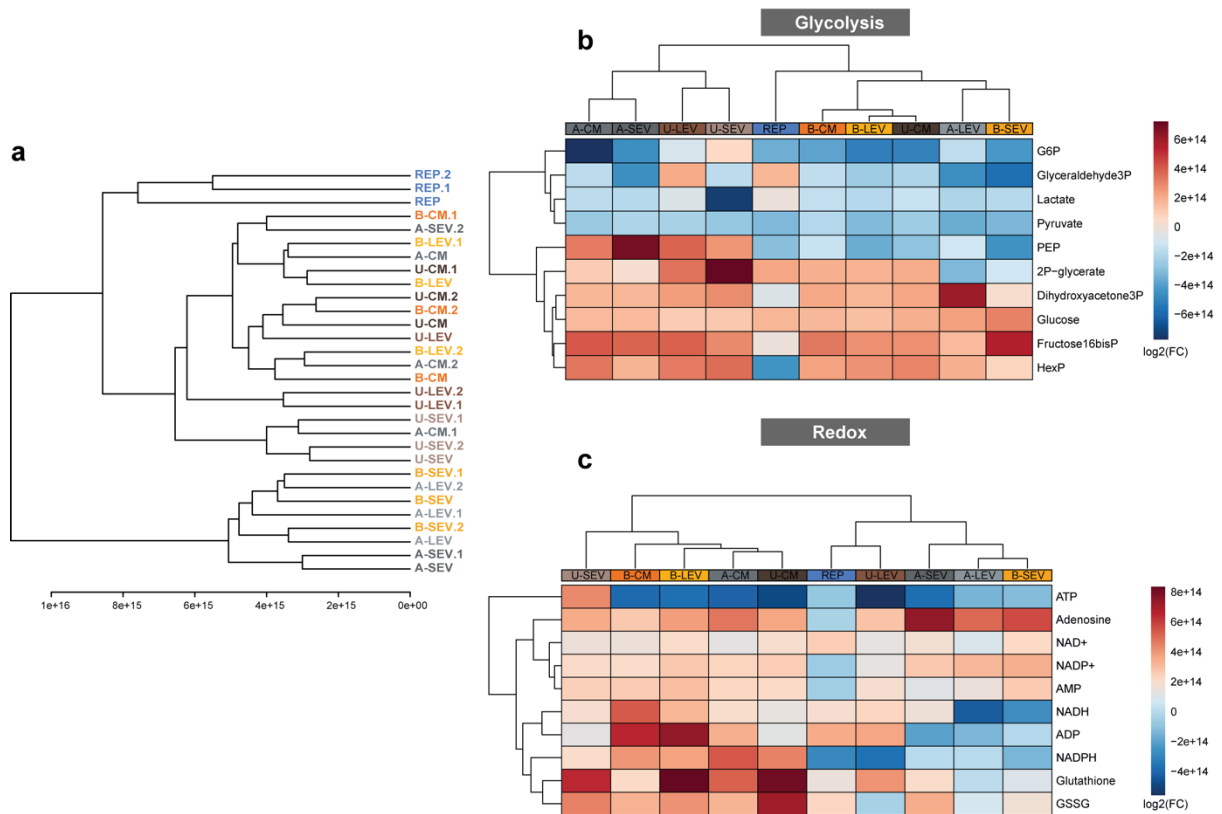 a
REP.2
REP.1
REP
B-CM.1
A-SEV.2
B-LEV.1
A-CM
U-CM.1
B-LEV
U-CM.2
B-CM.2
U-CM
U-LEV
B-LEV.2
A-CM.2
B-CM
U-LEV.2
U-LEV.1
U-SEV.1
A-CM.1
U-SEV.2
U-SEV
B-SEV.1
A-LEV.2
B-SEV
A-LEV.1
B-SEV.2
A-LEV
A-SEV.1
A-SEV
1e+16 8e+15 6e+15 4e+15 2e+15 0e+00
b
Glycolysis
A-CM A-SEV U-LEV U-SEV REP B-CM B-LEV U-CM A-LEV B-SEV
G6P
Glyceraldehyde3P
Lactate
Pyruvate
PEP
2P−glycerate
Dihydroxyacetone3P
Glucose
Fructose16bisP
HexP
6e+14
4e+14
2e+14
0
−2e+14
−4e+14
−6e+14
log2(FC)
Redox
c
U-SEV B-CM B-LEV A-CM U-CM REP U-LEV A-SEV A-LEV B-SEV
ATP
Adenosine
NAD+
NADP+
AMP
NADH
ADP
NADPH
Glutathione
GSSG
8e+14
6e+14
4e+14
2e+14
0
−2e+14
−4e+14
log2(FC)